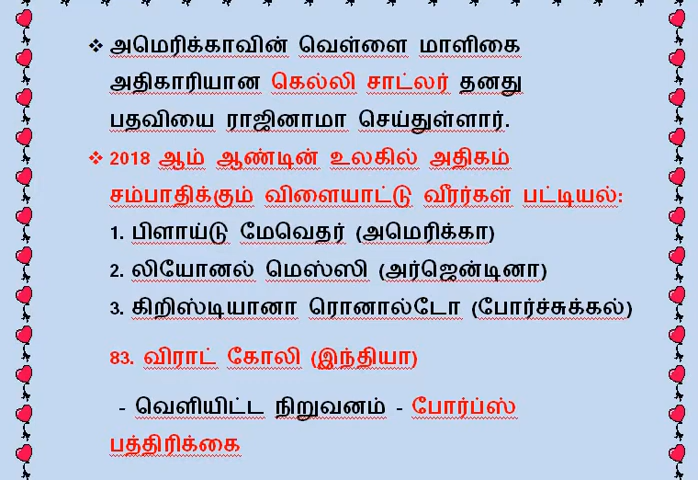 ❖ அமெரிக்காவின் வெள்ளை மாளிகை
அதிகாரியான கெல்லி சாட்லர் தனது
பதவியை ராஜினாமா செய்துள்ளார்.
❖ 2018 ஆம் ஆண்டின் உலகில் அதிகம்
சம்பாதிக்கும் விளையாட்டு வீரர்கள் பட்டியல்:
1. பிளாய்டு மேவெதர் (அமெரிக்கா)
2. லியோனல் மெஸ்ஸி (அர்ஜென்டினா)
3. கிறிஸ்டியானா ரொனால்டோ (போர்ச்சுக்கல்)
83. விராட் கோலி (இந்தியா)
- வெளியிட்ட நிறுவனம் - போர்ப்ஸ்
பத்திரிக்கை